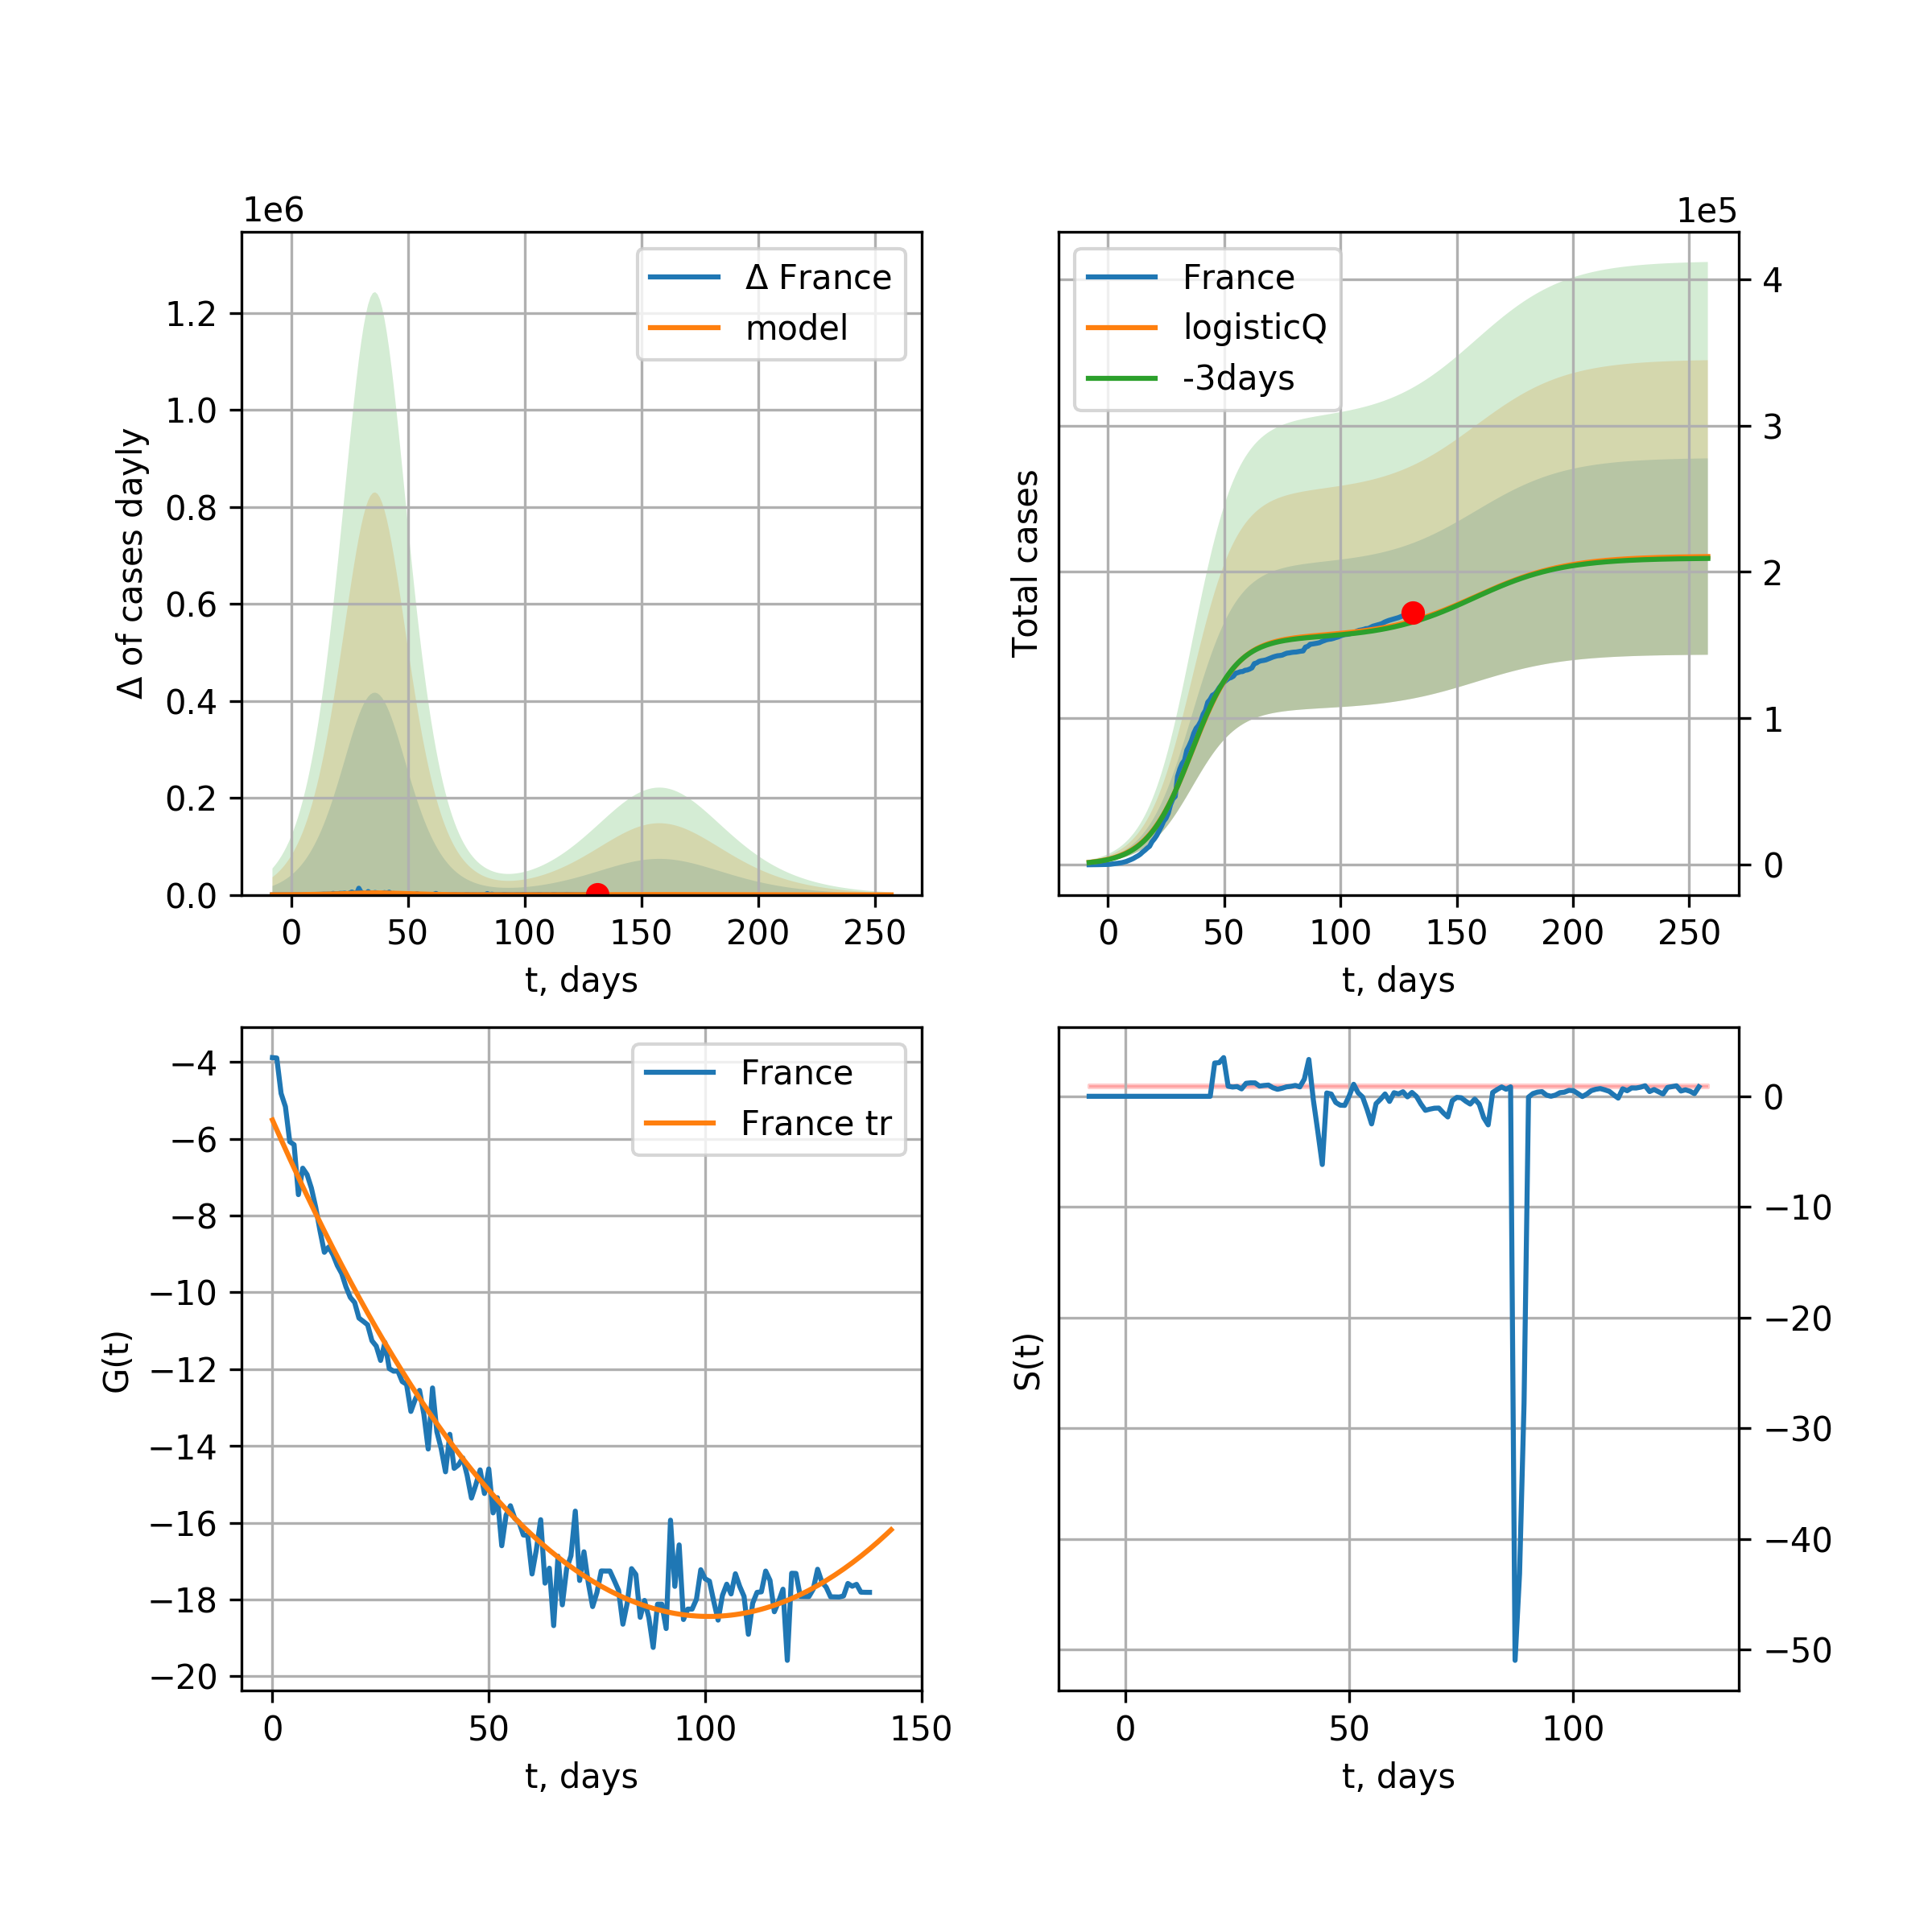 1e6
Δ of cases dayly
1.2
1.0
0.8
0.6
0.4
0.2
0.0
Δ France
model
0 50 100 150 200 250
t, days
1e5
Total cases
France
logisticQ
-3days
4
3
2
1
0
0 50 100 150 200 250
t, days
G(t)
−4
−6
−8
−10
−12
−14
−16
−18
−20
France
France tr
0 50 100 150
t, days
S(t)
0
−10
−20
−30
−40
−50
0 50 100
t, days